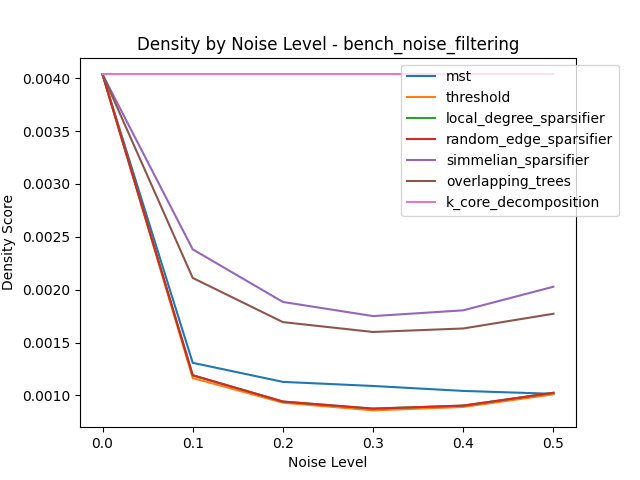 Density by Noise Level - bench_noise_filtering
mst
threshold
local_degree_sparsifier
random_edge_sparsifier
simmelian_sparsifier
overlapping_trees
k_core_decomposition
Density Score
0.0040
0.0035
0.0030
0.0025
0.0020
0.0015
0.0010
0.0 0.1 0.2 0.3 0.4 0.5
Noise Level